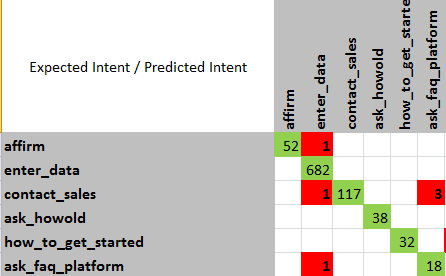 Expected Intent / Predicted Intent
affirm
enter_data
contact_sales
ask_howold
how_to_get_started
ask_faq_platform
affirm 52 1
enter_data 682
contact_sales 1 117 3
ask_howold 38
how_to_get_started 32
ask_faq_platform 1 18